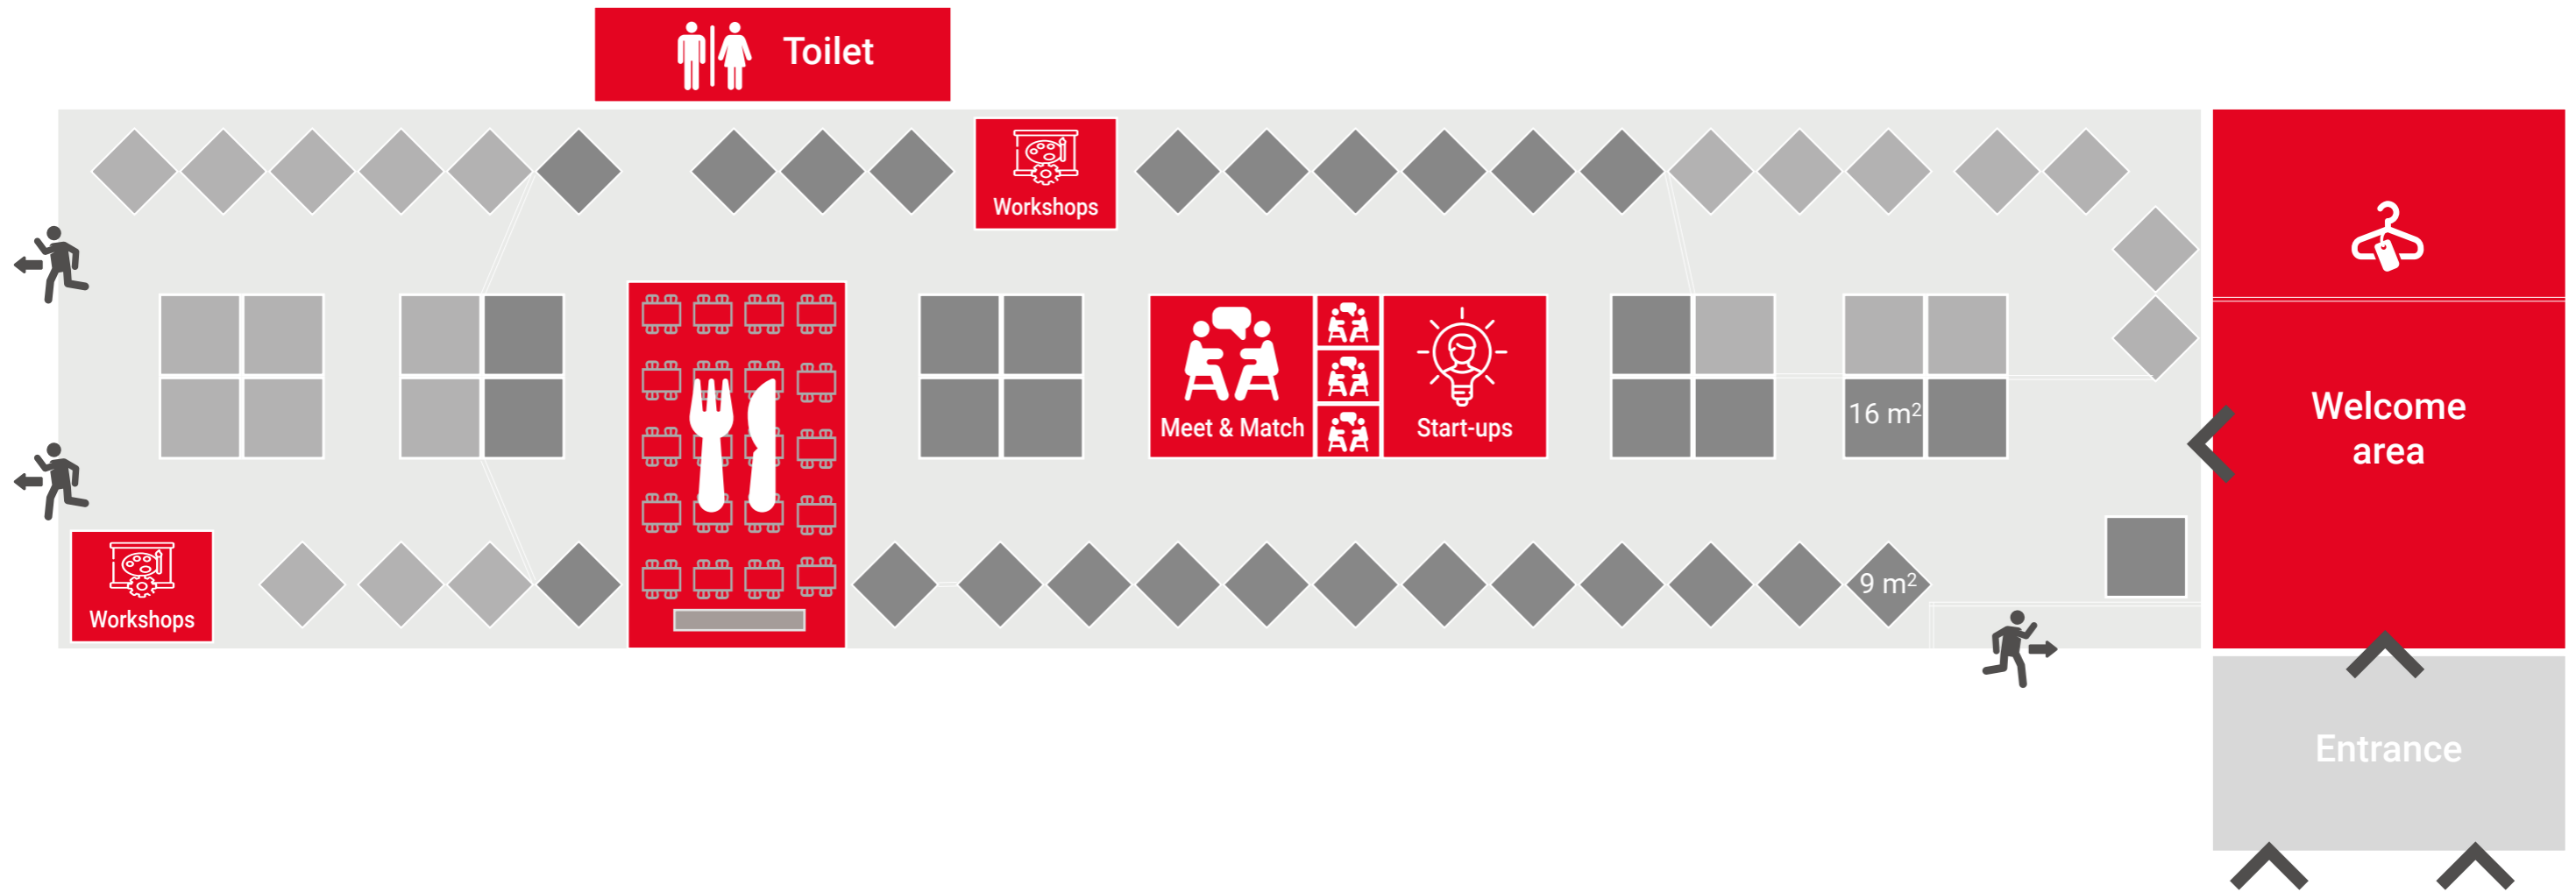 Toilet
Workshops
Meet & Match
Start-ups
16 m²
Welcome
area
Workshops
9 m²
Entrance